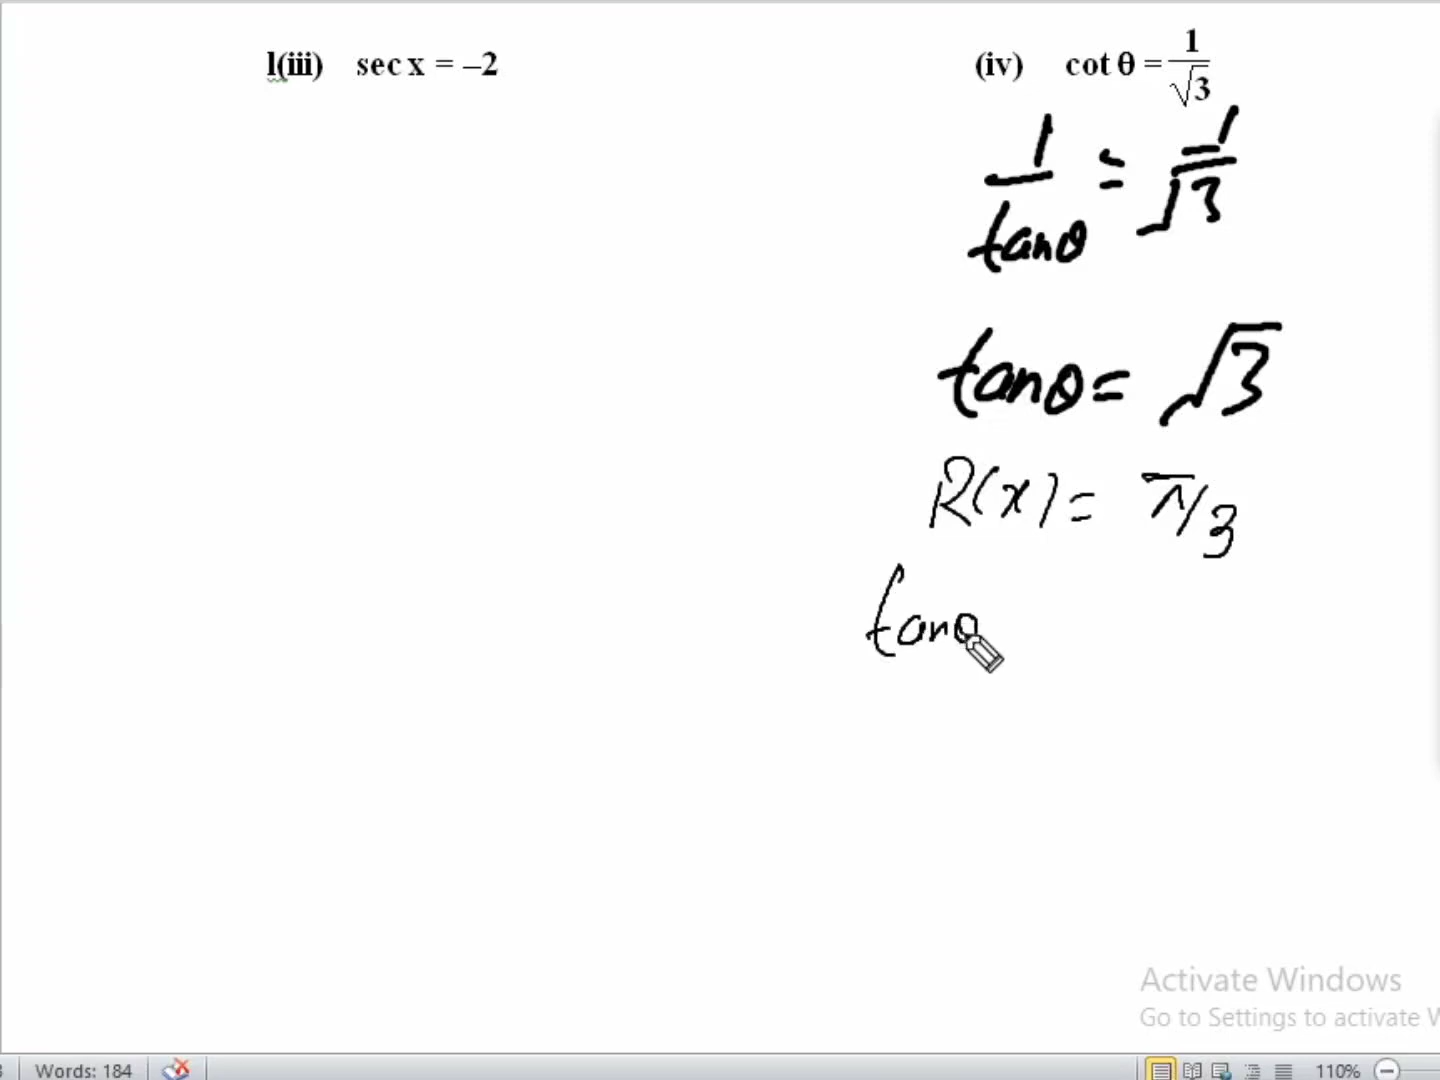 1(iii) sec x = –2
(iv) cot θ = 1/√3
1/tanθ = 1/√3
tanθ = √3
R(x) = π/3
tanθ
Activate Windows
Go to Settings to activate W
Words: 184
110%